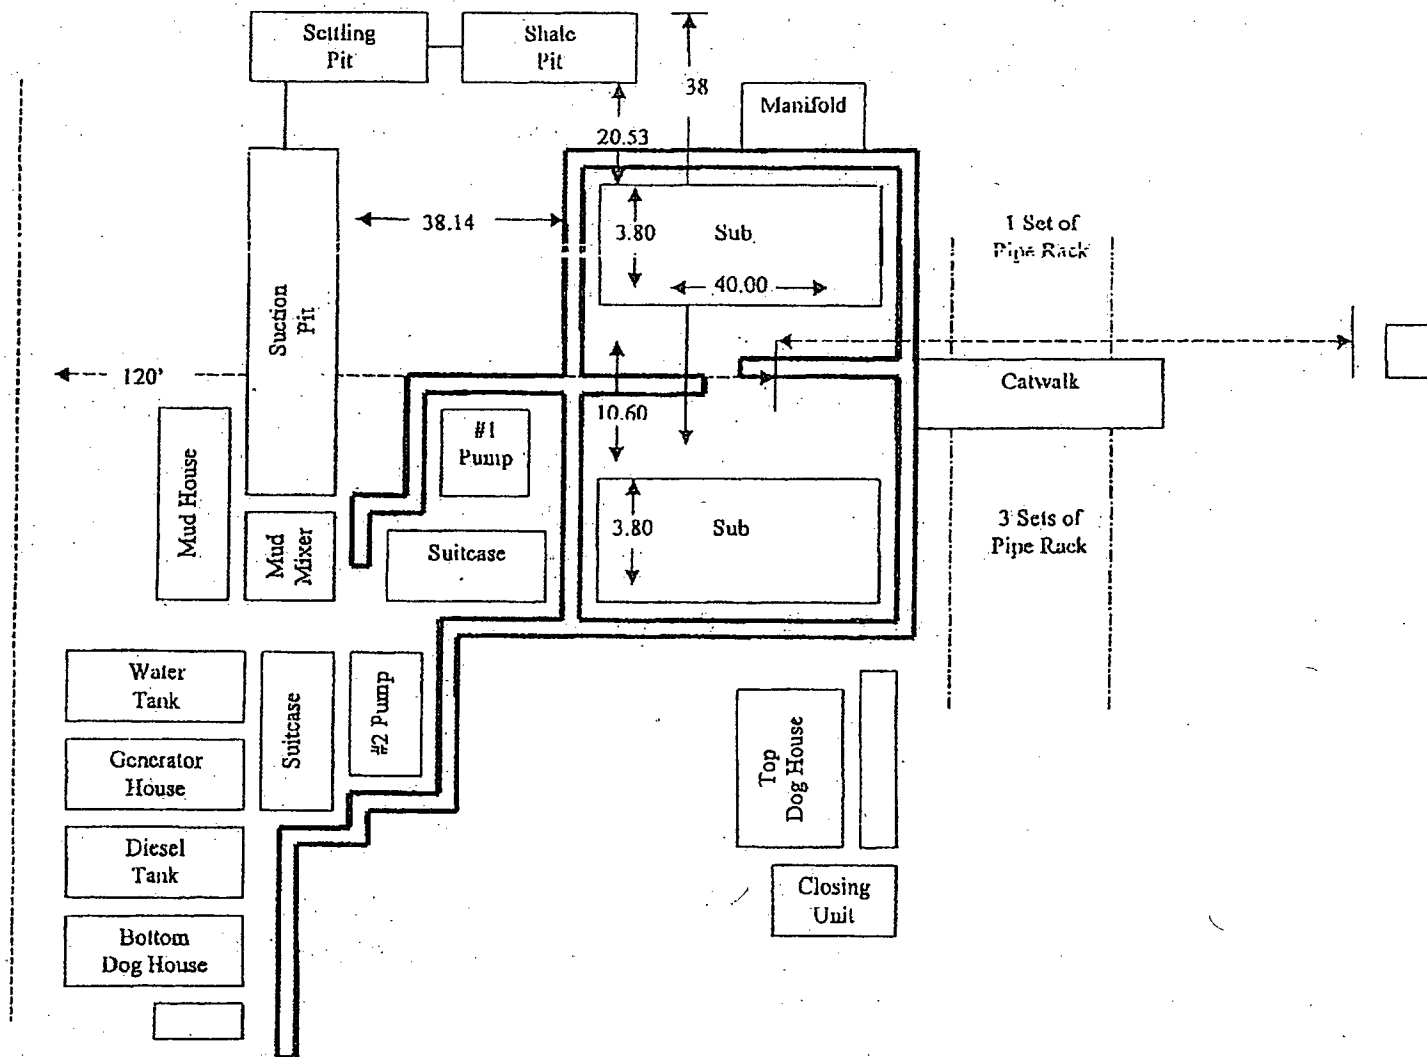 Settling
Pit
Shale
Pit
38
Manifold
20.53
38.14
3.80
Sub
40.00
1 Set of
Pipe Rack
Suction
Pit
120'
Catwalk
10.60
#1
Pump
Mud House
Mud
Mixer
Suitcase
3.80
Sub
3 Sets of
Pipe Rack
Water
Tank
Suitcase
#2 Pump
Generator
House
Top
Dog House
Diesel
Tank
Closing
Unit
Bottom
Dog House